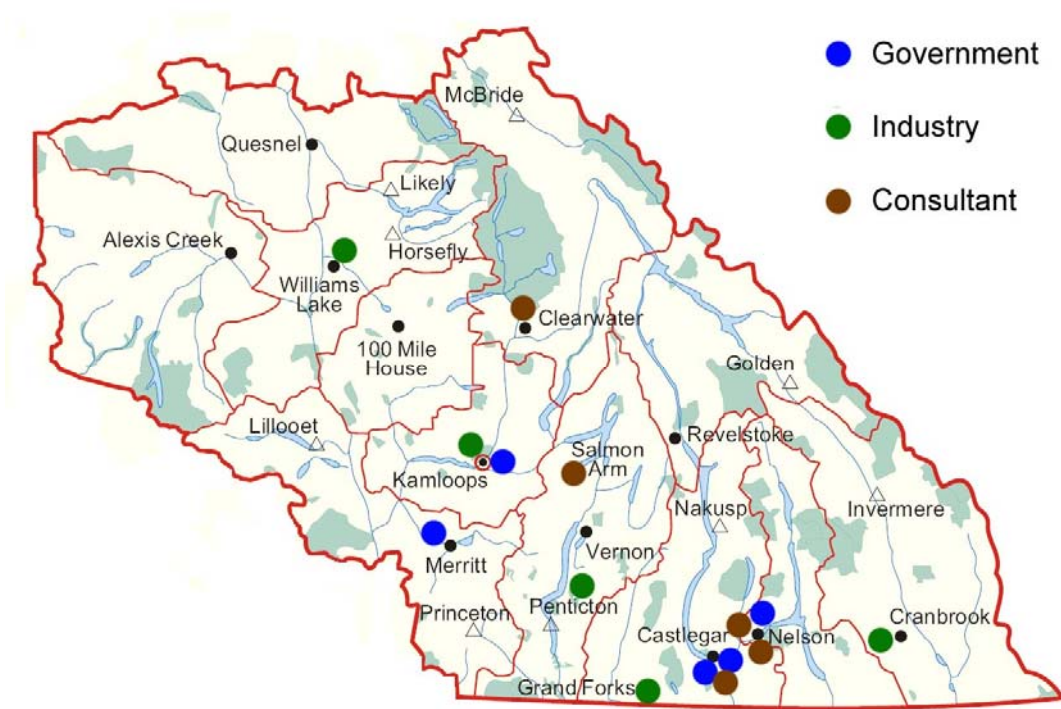 Government
McBride
Industry
Quesnel
Likely
Consultant
Alexis Creek
Horsefly
Williams
Lake
Clearwater
100 Mile
House
Golden
Lillooet
Revelstoke
Salmon
Arm
Kamloops
Nakusp
Invermere
Vernon
Merritt
Princeton
Penticton
Cranbrook
Castlegar
Nelson
Grand Forks